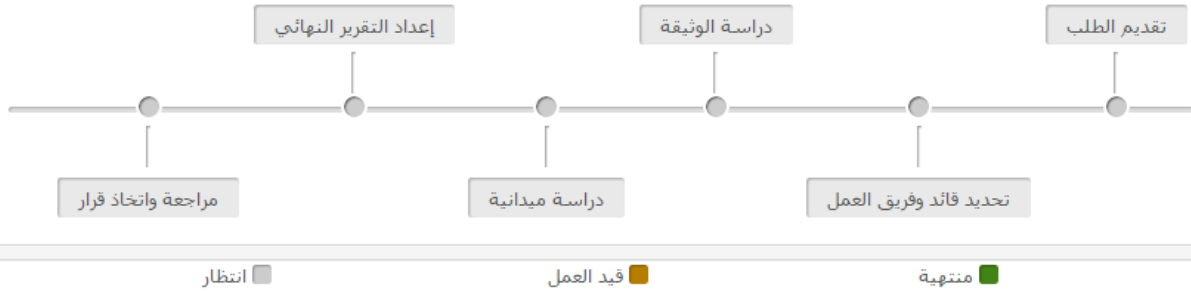 تقديم الطلب
دراسة الوثيقة
إعداد التقرير النهائي
تحديد قائد وفريق العمل
دراسة ميدانية
مراجعة واتخاذ قرار
منتهية
قيد العمل
انتظار